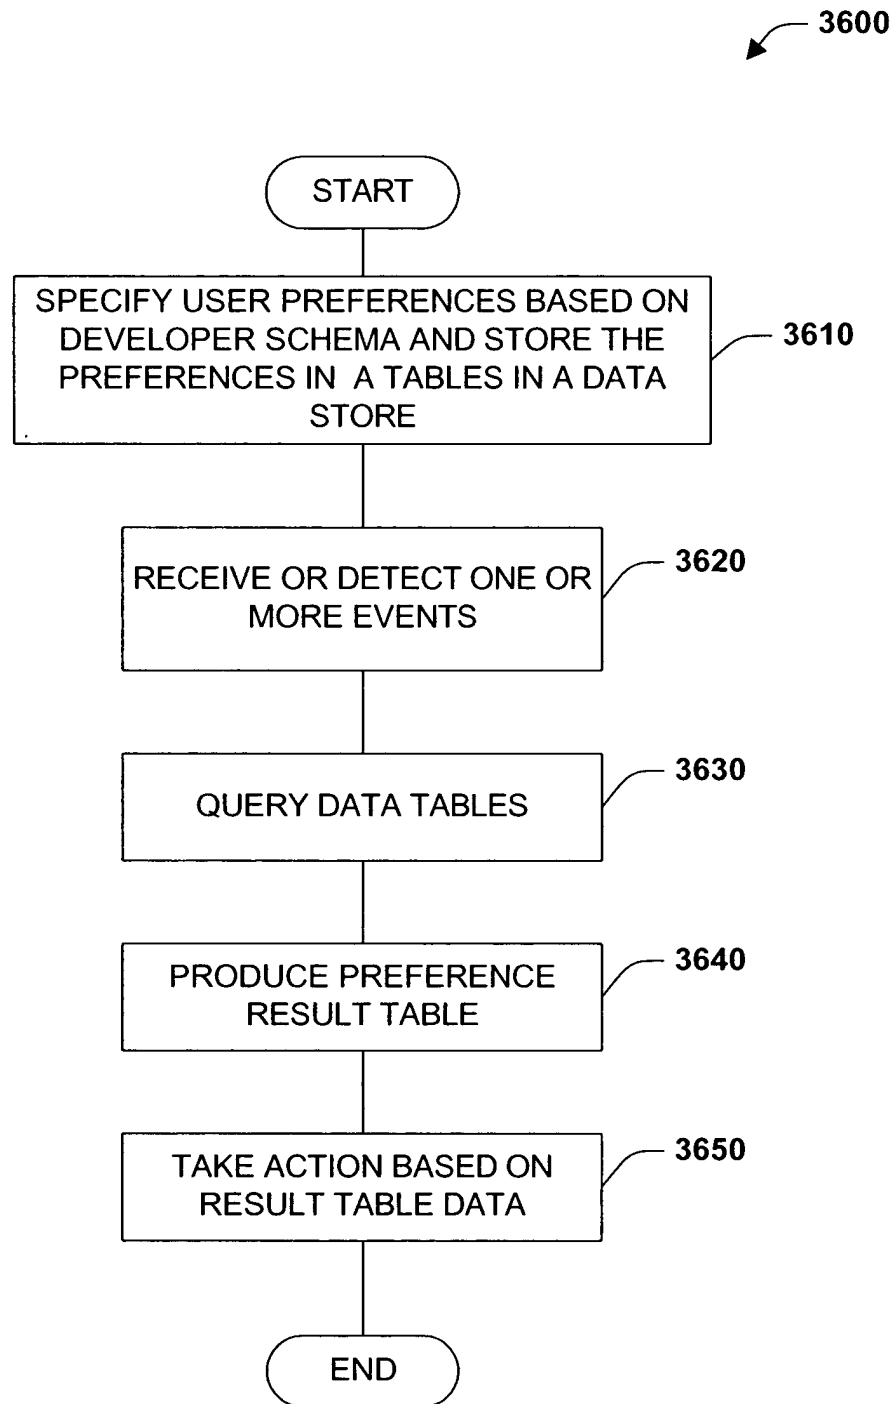 3600
START
SPECIFY USER PREFERENCES BASED ON
DEVELOPER SCHEMA AND STORE THE
PREFERENCES IN A TABLES IN A DATA
STORE
3610
RECEIVE OR DETECT ONE OR
MORE EVENTS
3620
QUERY DATA TABLES
3630
PRODUCE PREFERENCE
RESULT TABLE
3640
TAKE ACTION BASED ON
RESULT TABLE DATA
3650
END